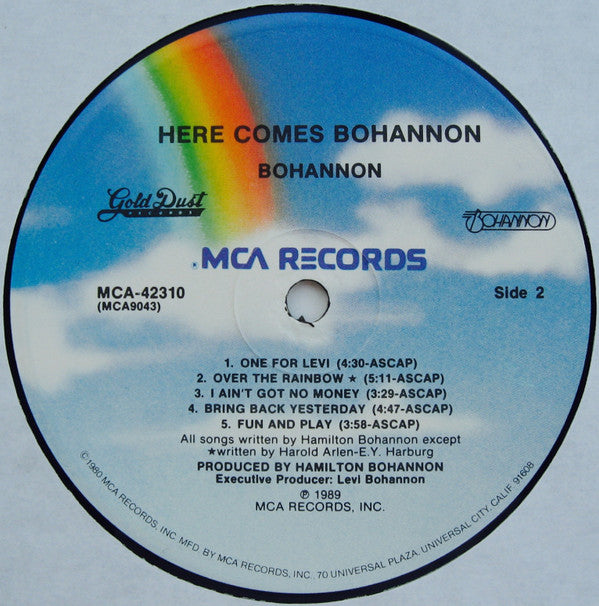 HERE COMES BOHANNON
BOHANNON
Gold Dust
RECORDS
BOHANNON
MCA RECORDS
MCA-42310
(MCA9043)
Side 2
1. ONE FOR LEVI (4:30-ASCAP)
2. OVER THE RAINBOW ★ (5:11-ASCAP)
3. I AIN'T GOT NO MONEY (3:29-ASCAP)
4. BRING BACK YESTERDAY (4:47-ASCAP)
5. FUN AND PLAY (3:58-ASCAP)
All songs written by Hamilton Bohannon except
★written by Harold Arlen-E.Y. Harburg
PRODUCED BY HAMILTON BOHANNON
Executive Producer: Levi Bohannon
℗ 1989
MCA RECORDS, INC.
© 1980 MCA RECORDS, INC. MFD. BY MCA RECORDS, INC. 70 UNIVERSAL PLAZA, UNIVERSAL CITY, CALIF. 91608